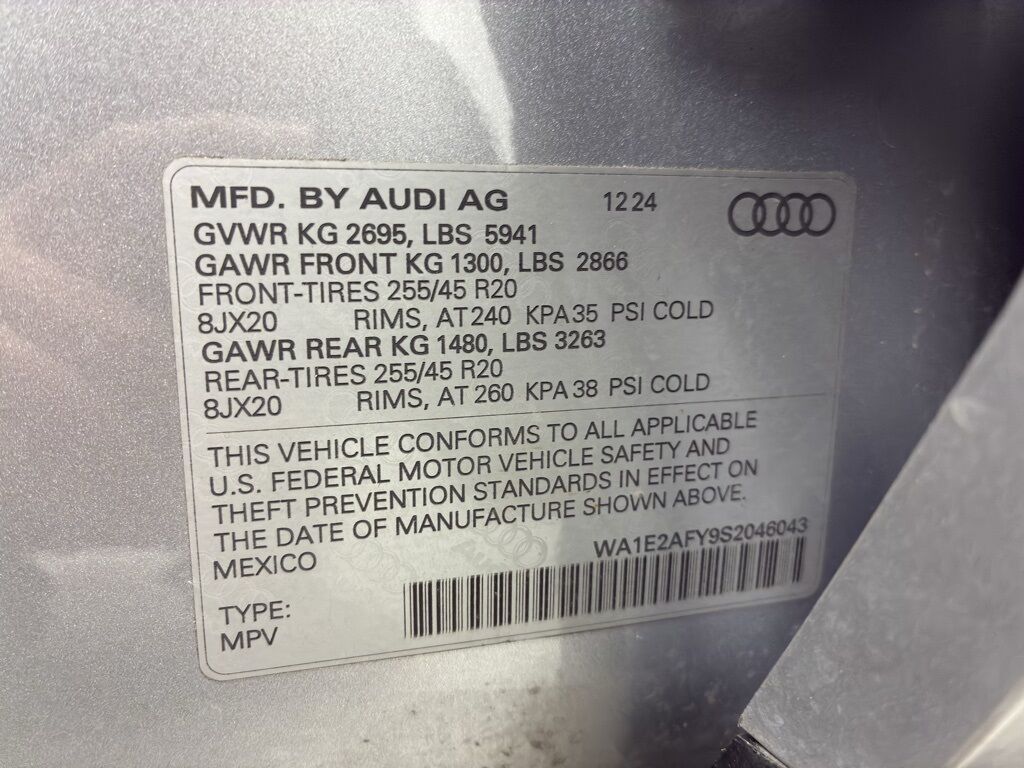 MFD. BY AUDI AG 12 24
GVWR KG 2695, LBS 5941
GAWR FRONT KG 1300, LBS 2866
FRONT-TIRES 255/45 R20
8JX20 RIMS, AT 240 KPA 35 PSI COLD
GAWR REAR KG 1480, LBS 3263
REAR-TIRES 255/45 R20
8JX20 RIMS, AT 260 KPA 38 PSI COLD
THIS VEHICLE CONFORMS TO ALL APPLICABLE
U.S. FEDERAL MOTOR VEHICLE SAFETY AND
THEFT PREVENTION STANDARDS IN EFFECT ON
THE DATE OF MANUFACTURE SHOWN ABOVE.
MEXICO WA1E2AFY9S2046043
TYPE:
MPV